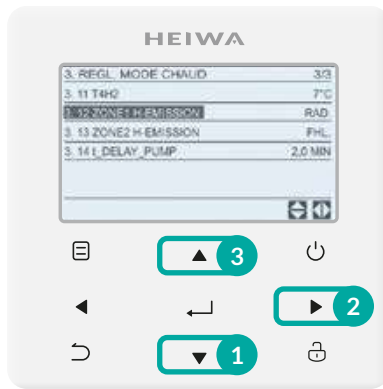 HEIWA
3. REGL. MODE CHAUD 3/3
3. 11 T4H2 7°C
3. 12 ZONE1 H-EMISSION RAD.
3. 13 ZONE2 H-EMISSION FHL.
3. 14 t_DELAY_PUMP 2,0 MIN
3
2
1